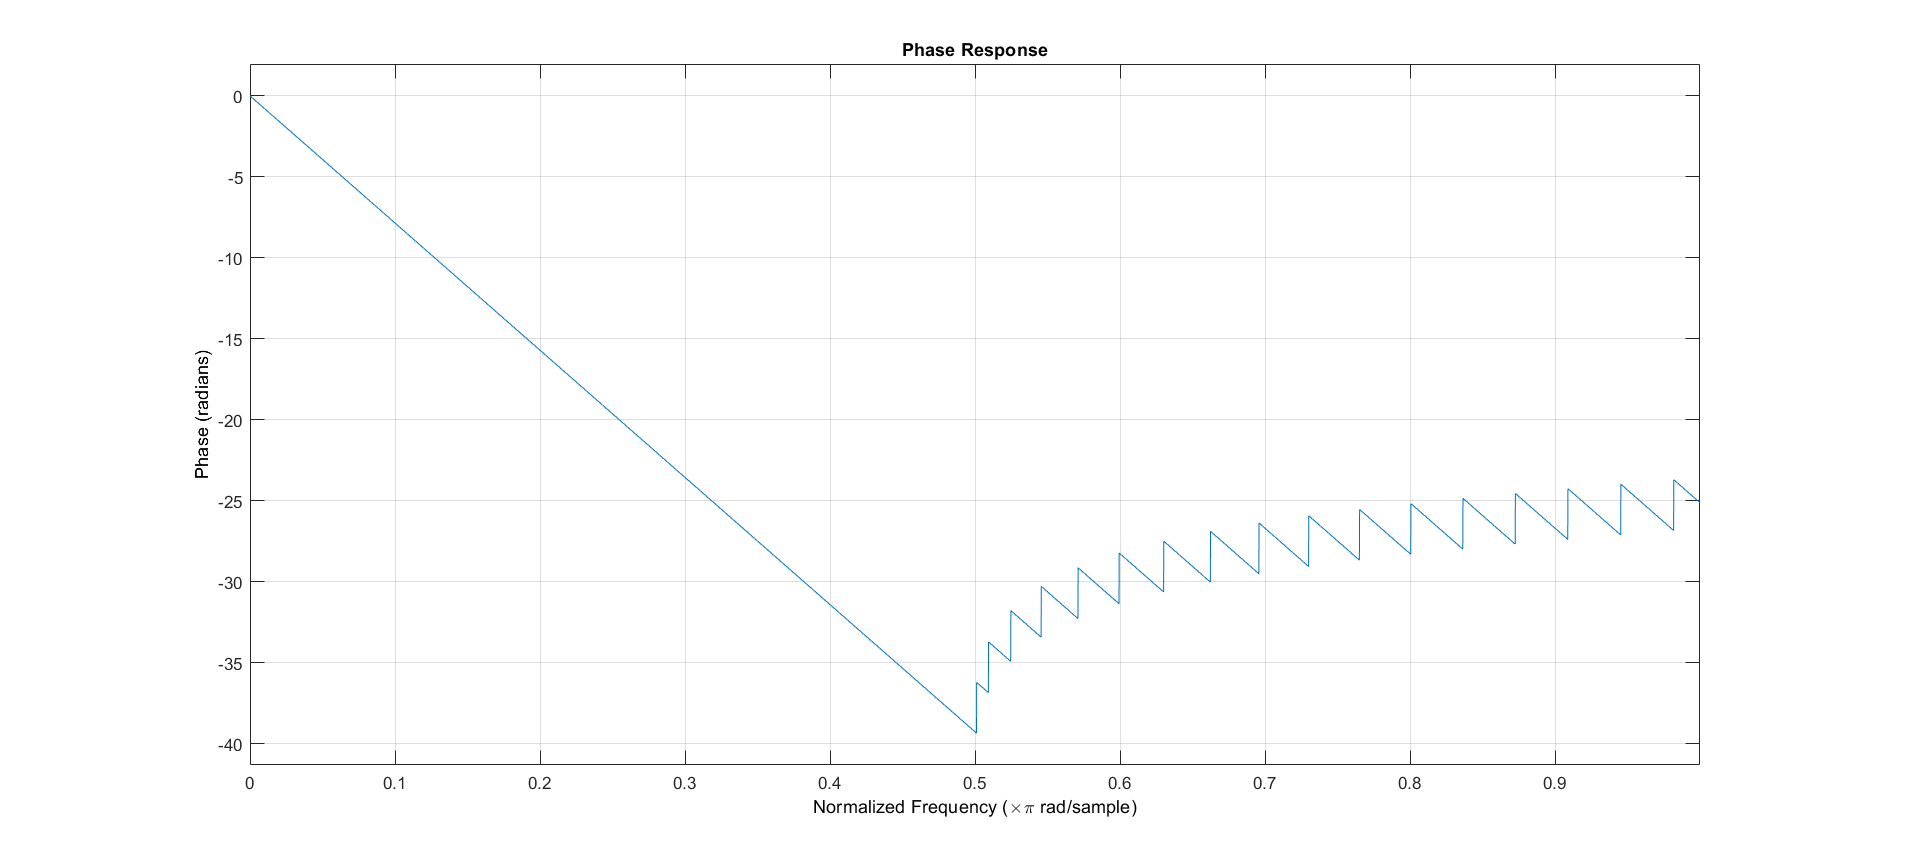 Phase Response
0
-5
-10
-15
-20
-25
-30
-35
-40
Phase (radians)
0 0.1 0.2 0.3 0.4 0.5 0.6 0.7 0.8 0.9
Normalized Frequency (×π rad/sample)